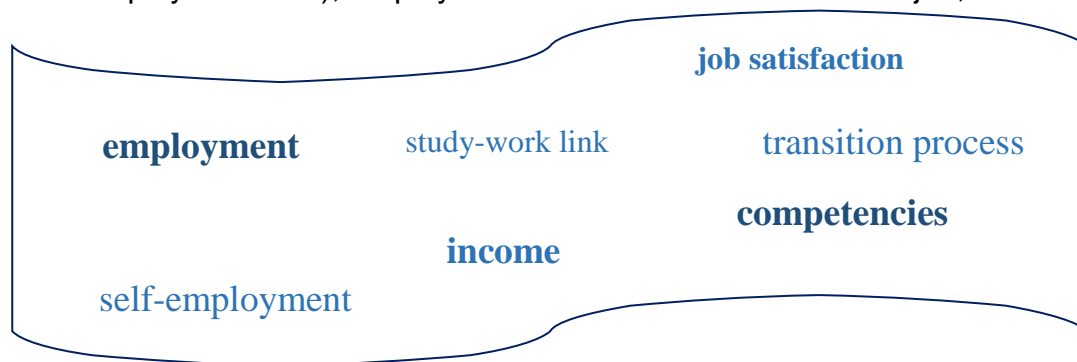 job satisfaction
employment study-work link transition process
competencies
income
self-employment